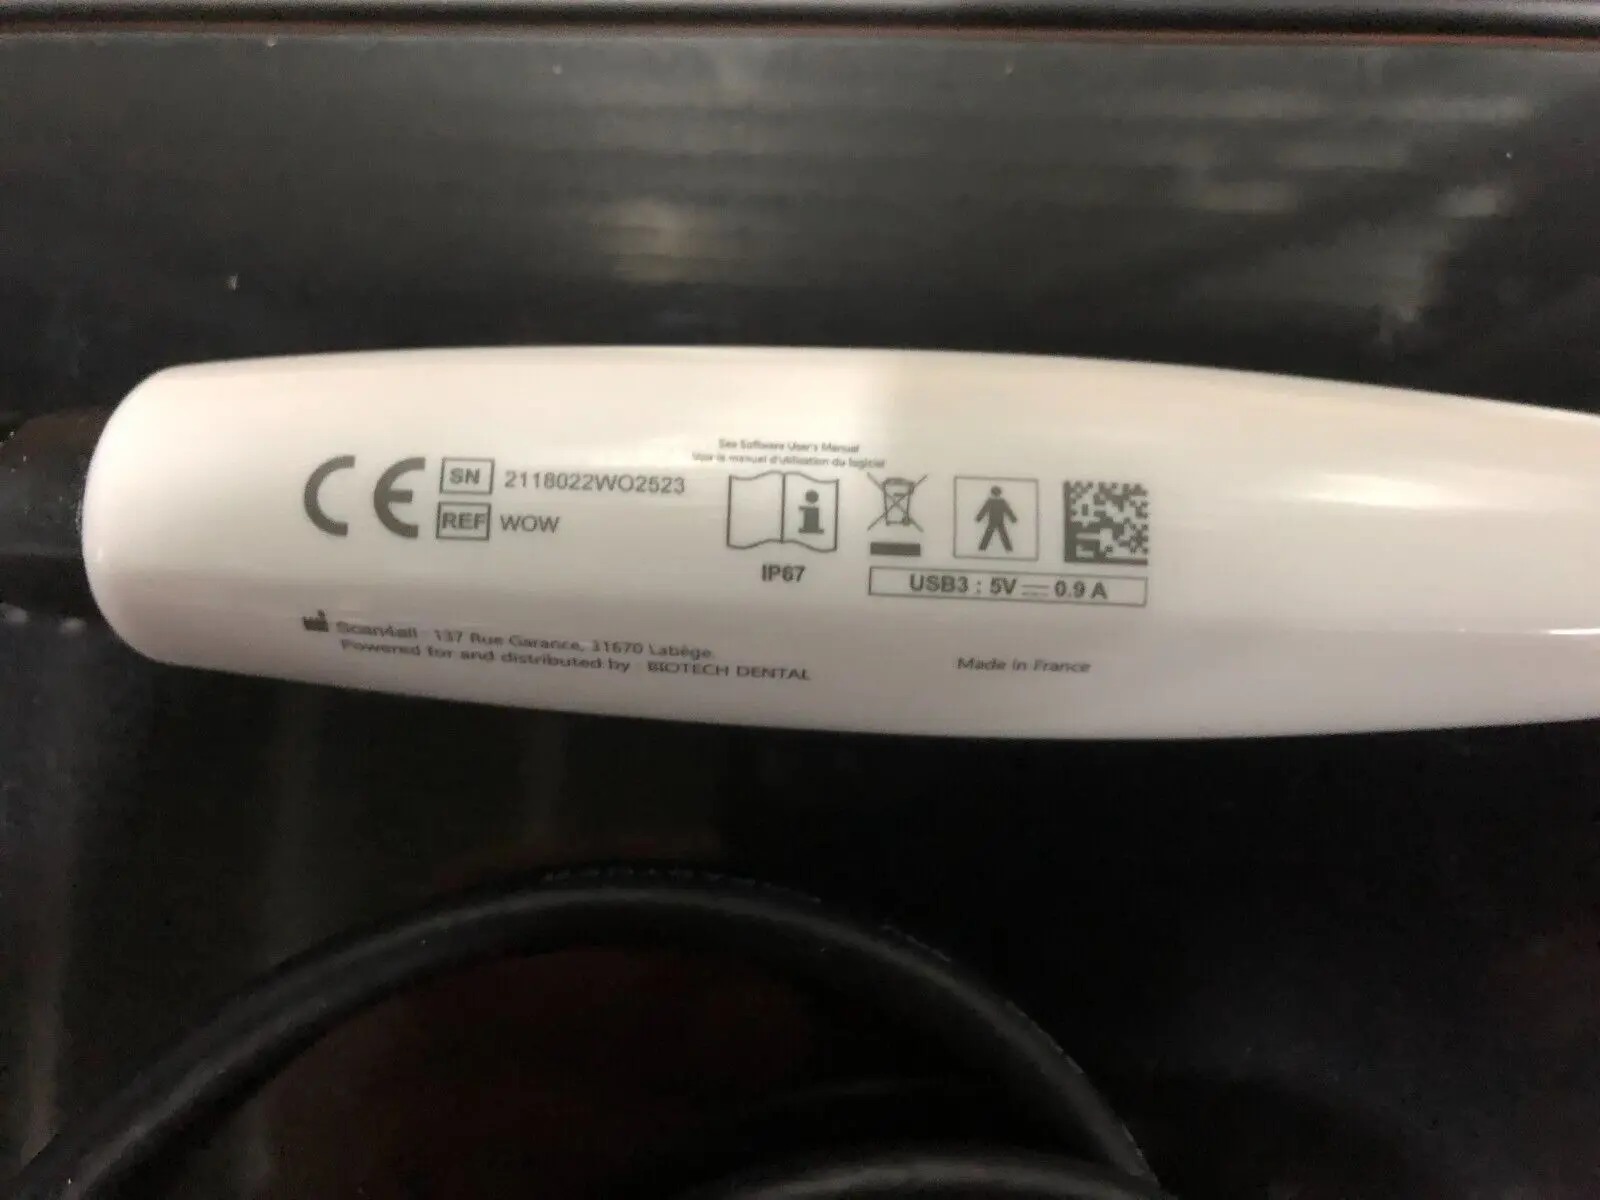 See Software User's Manual
Voir le manuel d'utilisation du logiciel
CE
SN 2118022WO2523
REF WOW
IP67
USB3 : 5V ⎓ 0.9 A
Scan4all - 137 Rue Garance, 31670 Labège.
Powered for and distributed by BIOTECH DENTAL
Made in France